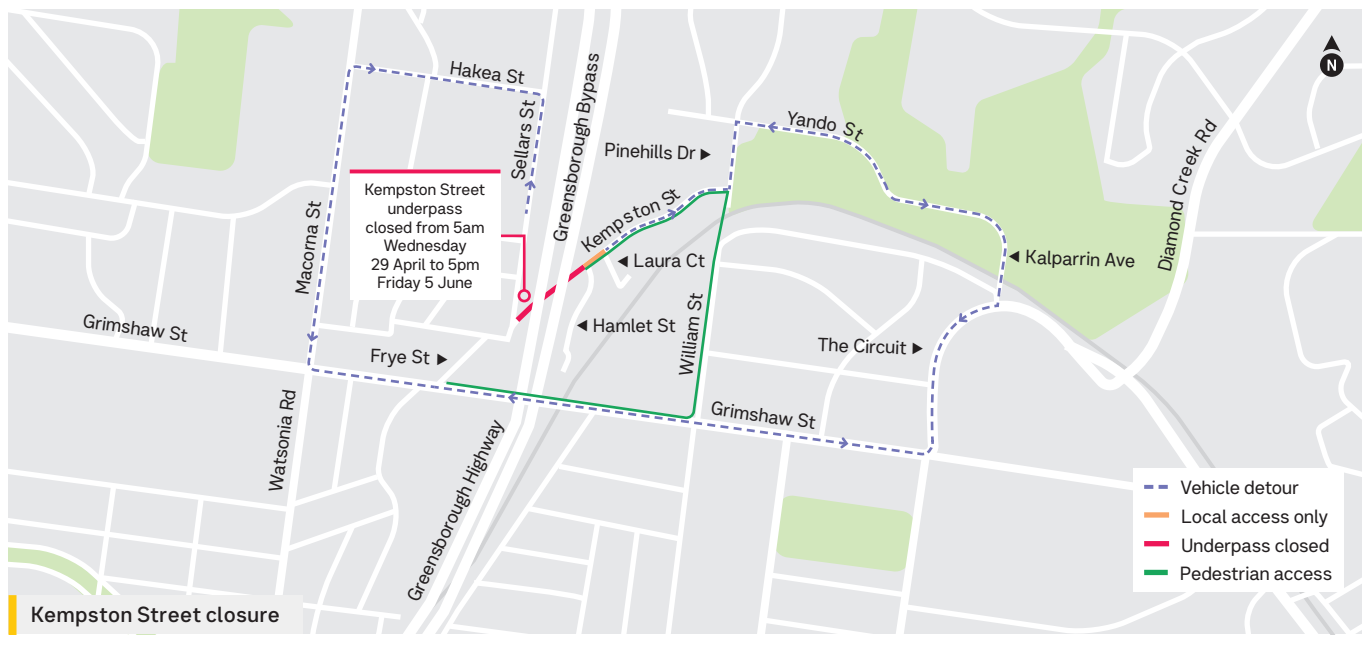 Hakea St
Sellars St
Greensborough Bypass
N
Yando St
Pinehills Dr ►
Diamond Creek Rd
Kempston Street
underpass
closed from 5am
Wednesday
29 April to 5pm
Friday 5 June
Macorna St
Kempston St
◄ Laura Ct
◄ Kalparrin Ave
◄ Hamlet St
William St
Grimshaw St
Frye St ►
The Circuit ►
Grimshaw St
Watsonia Rd
Greensborough Highway
Vehicle detour
Local access only
Underpass closed
Pedestrian access
Kempston Street closure